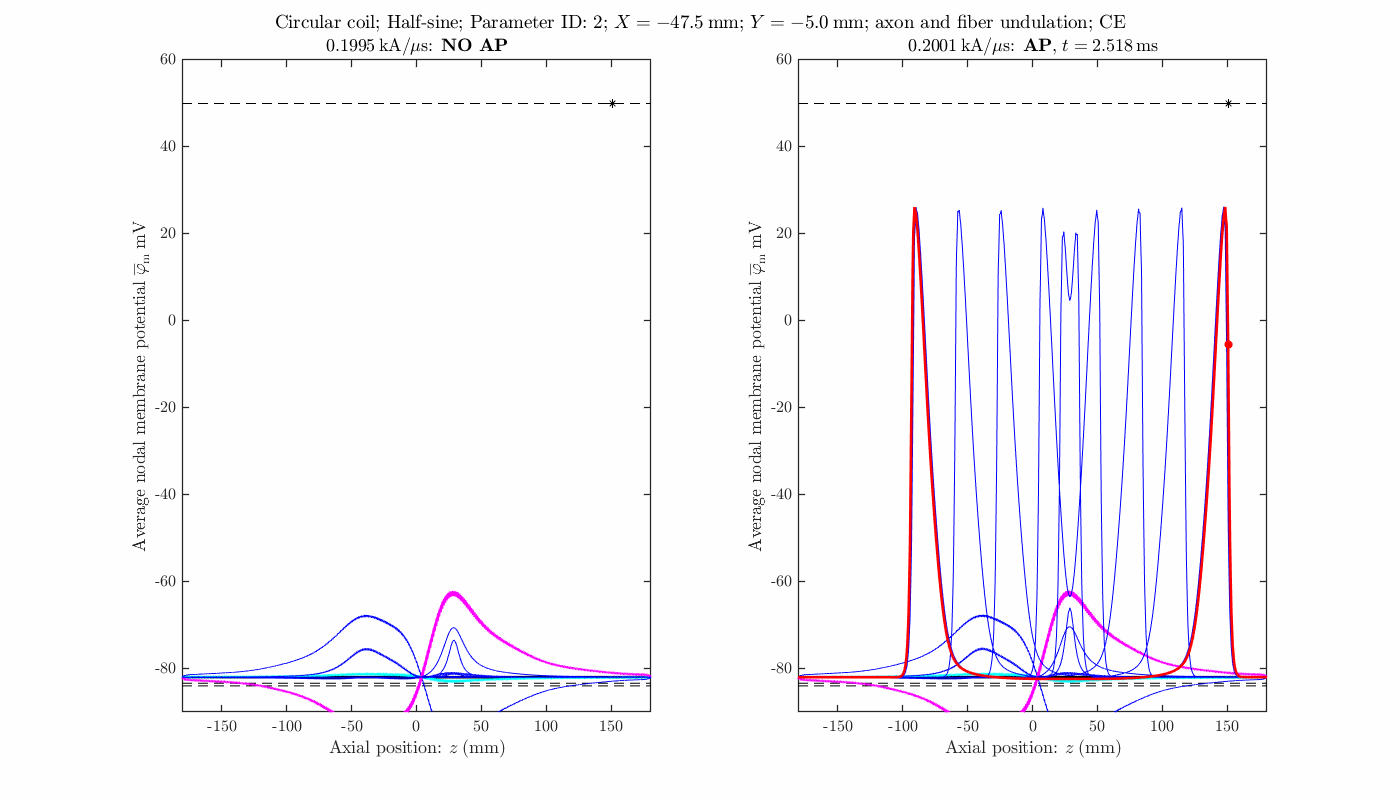 Circular coil; Half-sine; Parameter ID: 2; X = −47.5 mm; Y = −5.0 mm; axon and fiber undulation; CE
0.1995 kA/μs: NO AP
60
40
20
0
-20
-40
-60
-80
-150 -100 -50 0 50 100 150
Axial position: z (mm)
Average nodal membrane potential φ̅m mV
0.2001 kA/μs: AP, t = 2.518 ms
60
40
20
0
-20
-40
-60
-80
-150 -100 -50 0 50 100 150
Axial position: z (mm)
Average nodal membrane potential φ̅m mV